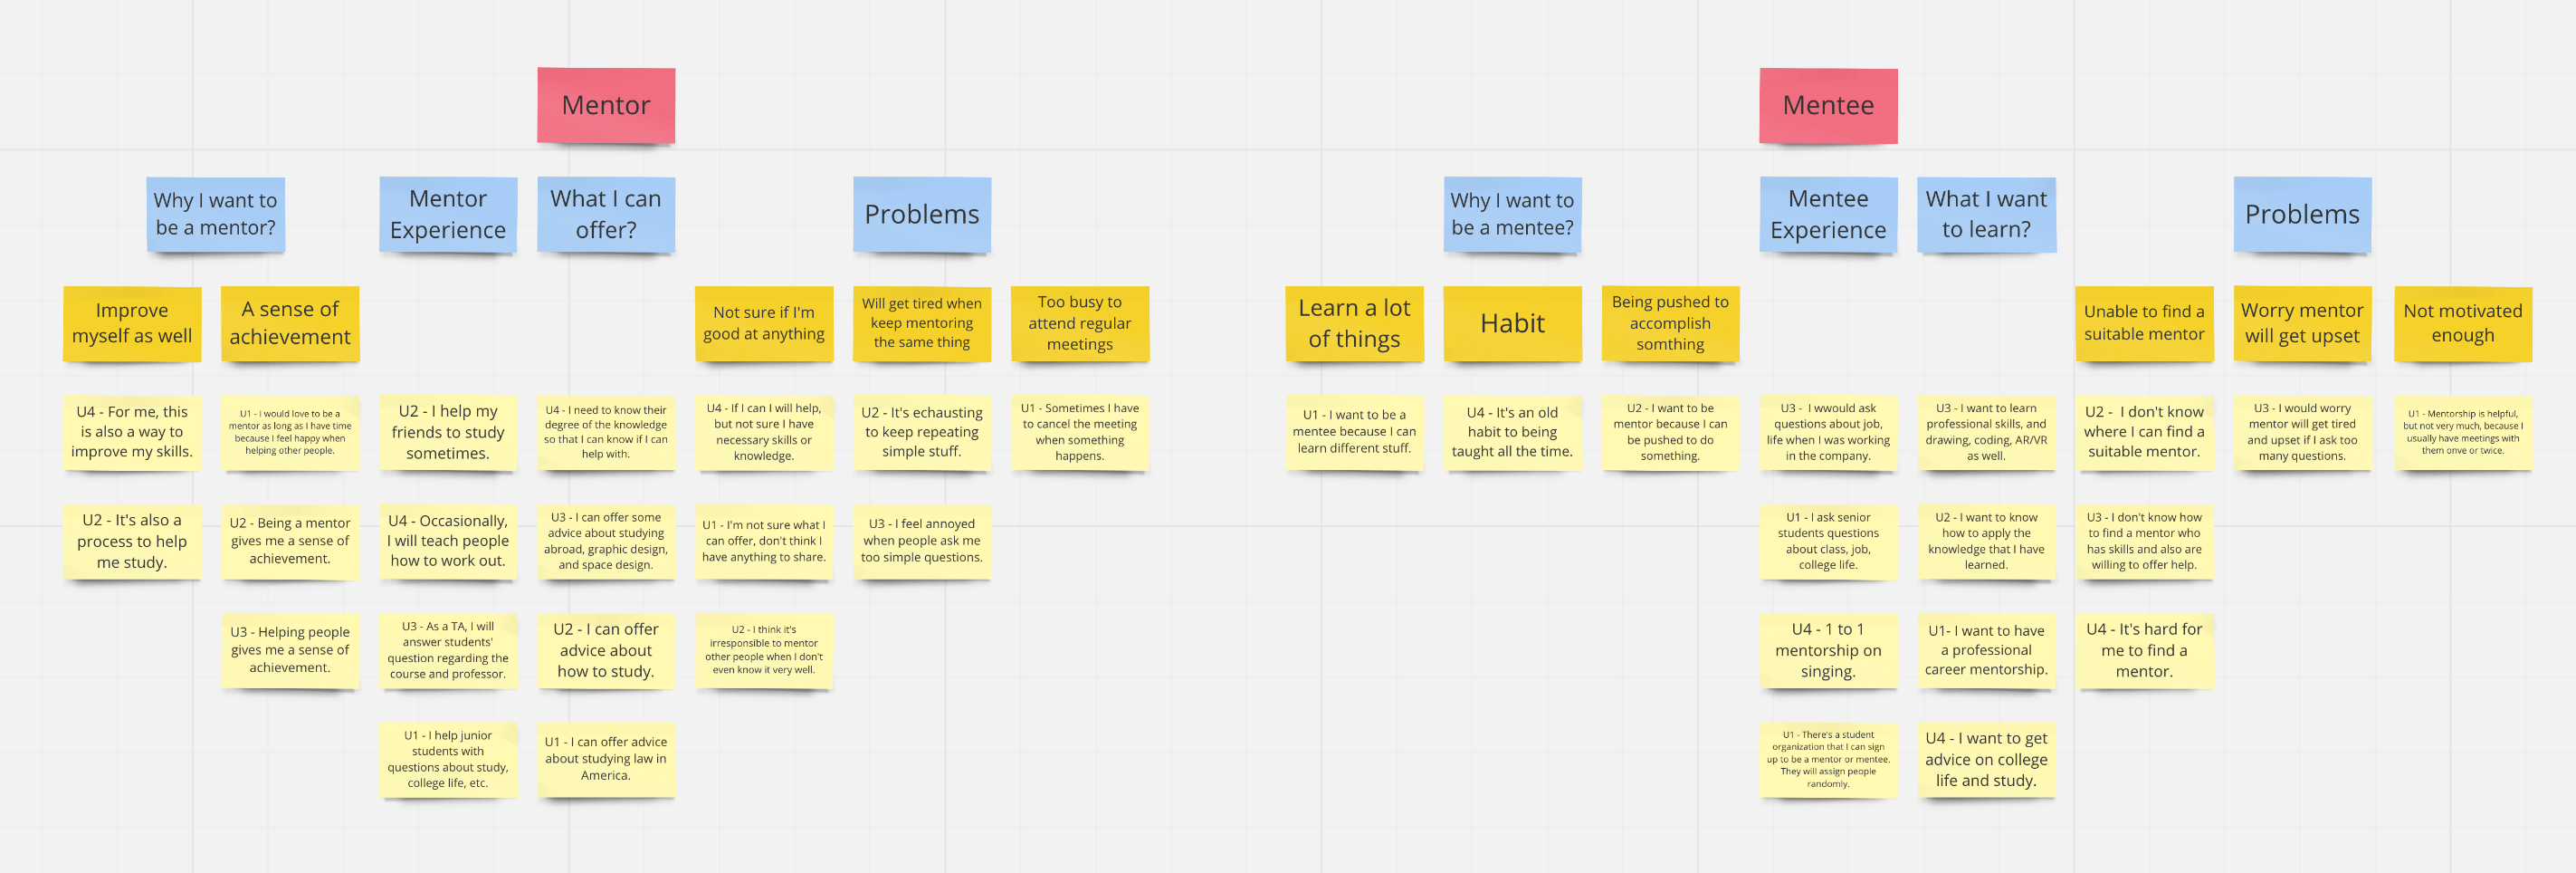 Mentor
Mentee
Why I want to
be a mentor?
Mentor
Experience
What I can
offer?
Problems
Why I want to
be a mentee?
Mentee
Experience
What I want
to learn?
Problems
Improve
myself as well
A sense of
achievement
Not sure if I'm
good at anything
Will get tired when
keep mentoring
the same thing
Too busy to
attend regular
meetings
Learn a lot
of things
Habit
Being pushed to
accomplish
somthing
Unable to find a
suitable mentor
Worry mentor
will get upset
Not motivated
enough
U4 - For me, this
is also a way to
improve my skills.
U1 - I would love to be a
mentor as long as I have time
because I feel happy when
helping other people.
U2 - I help my
friends to study
sometimes.
U4 - I need to know their
degree of the knowledge
so that I can know if I can
help with.
U4 - If I can I will help,
but not sure I have
necessary skills or
knowledge.
U2 - It's echausting
to keep repeating
simple stuff.
U1 - Sometimes I have
to cancel the meeting
when something
happens.
U1 - I want to be a
mentee because I can
learn different stuff.
U4 - It's an old
habit to being
taught all the time.
U2 - I want to be
mentor because I can
be pushed to do
something.
U3 - I wwould ask
questions about job,
life when I was working
in the company.
U3 - I want to learn
professional skills, and
drawing, coding, AR/VR
as well.
U2 - I don't know
where I can find a
suitable mentor.
U3 - I would worry
mentor will get tired
and upset if I ask too
many questions.
U1 - Mentorship is helpful,
but not very much, because I
usually have meetings with
them onve or twice.
U2 - It's also a
process to help
me study.
U2 - Being a mentor
gives me a sense of
achievement.
U4 - Occasionally,
I will teach people
how to work out.
U3 - I can offer some
advice about studying
abroad, graphic design,
and space design.
U1 - I'm not sure what I
can offer, don't think I
have anything to share.
U3 - I feel annoyed
when people ask me
too simple questions.
U1 - I ask senior
students questions
about class, job,
college life.
U2 - I want to know
how to apply the
knowledge that I have
learned.
U3 - I don't know how
to find a mentor who
has skills and also are
willing to offer help.
U3 - Helping people
gives me a sense of
achievement.
U3 - As a TA, I will
answer students'
question regarding the
course and professor.
U2 - I can offer
advice about
how to study.
U2 - I think it's
irresponsible to mentor
other people when I don't
even know it very well.
U4 - 1 to 1
mentorship on
singing.
U1- I want to have
a professional
career mentorship.
U4 - It's hard for
me to find a
mentor.
U1 - I help junior
students with
questions about study,
college life, etc.
U1 - I can offer advice
about studying law in
America.
U1 - There's a student
organization that I can sign
up to be a mentor or mentee.
They will assign people
randomly.
U4 - I want to get
advice on college
life and study.